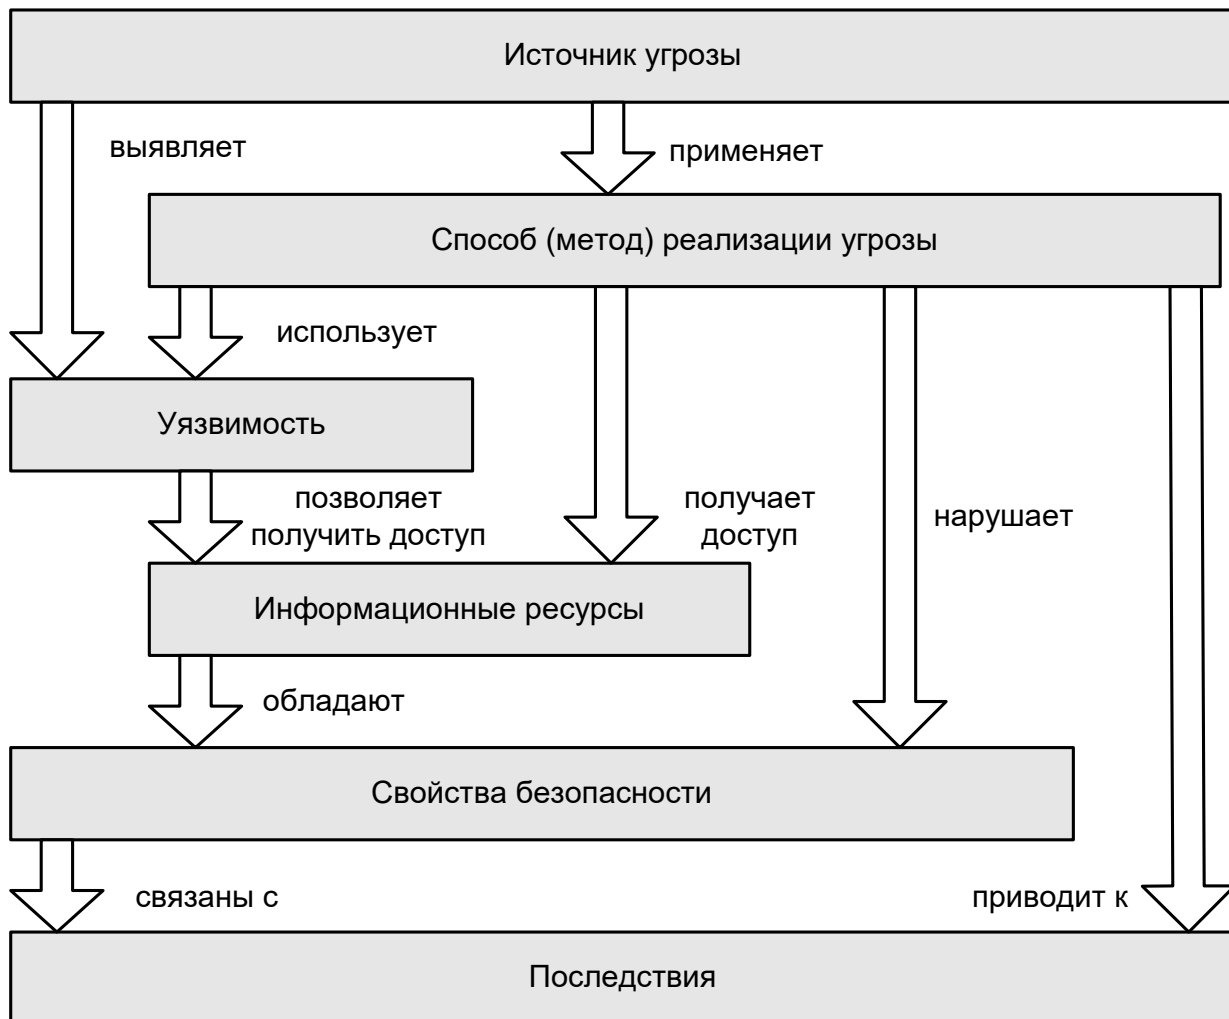 Источник угрозы
выявляет
применяет
Способ (метод) реализации угрозы
использует
Уязвимость
позволяет
получить доступ
получает
доступ
нарушает
Информационные ресурсы
обладают
Свойства безопасности
связаны с
приводит к
Последствия